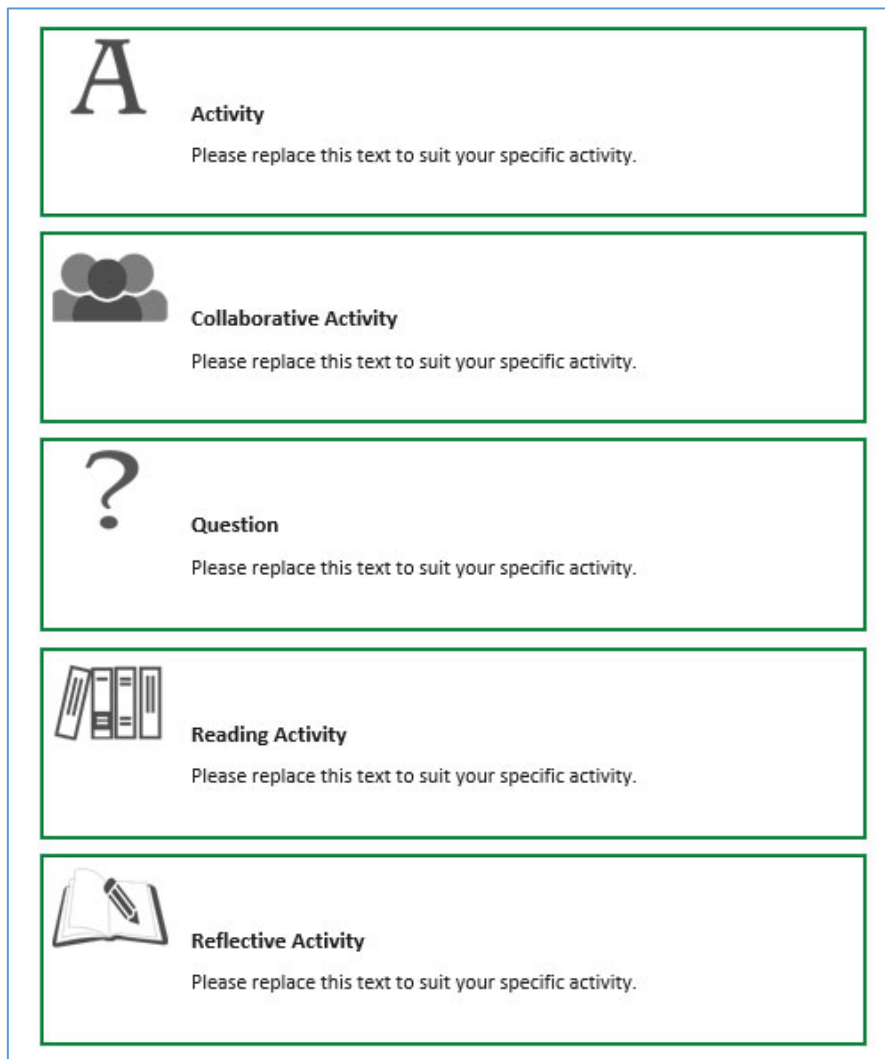 A
Activity
Please replace this text to suit your specific activity.
Collaborative Activity
Please replace this text to suit your specific activity.
?
Question
Please replace this text to suit your specific activity.
Reading Activity
Please replace this text to suit your specific activity.
Reflective Activity
Please replace this text to suit your specific activity.